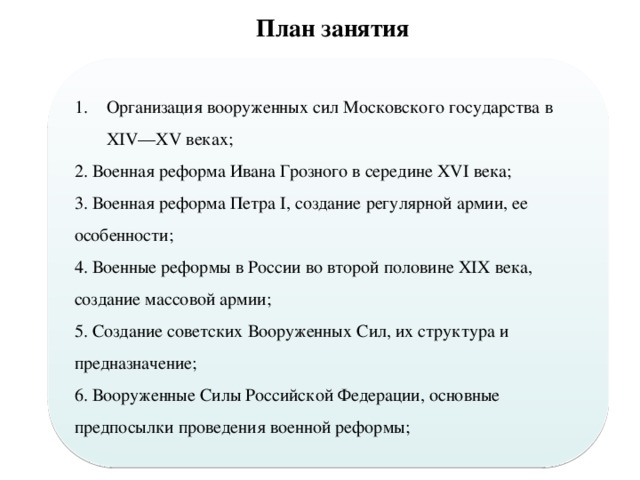 План занятия
1. Организация вооруженных сил Московского государства в
XIV—XV веках;
2. Военная реформа Ивана Грозного в середине XVI века;
3. Военная реформа Петра I, создание регулярной армии, ее
особенности;
4. Военные реформы в России во второй половине XIX века,
создание массовой армии;
5. Создание советских Вооруженных Сил, их структура и
предназначение;
6. Вооруженные Силы Российской Федерации, основные
предпосылки проведения военной реформы;